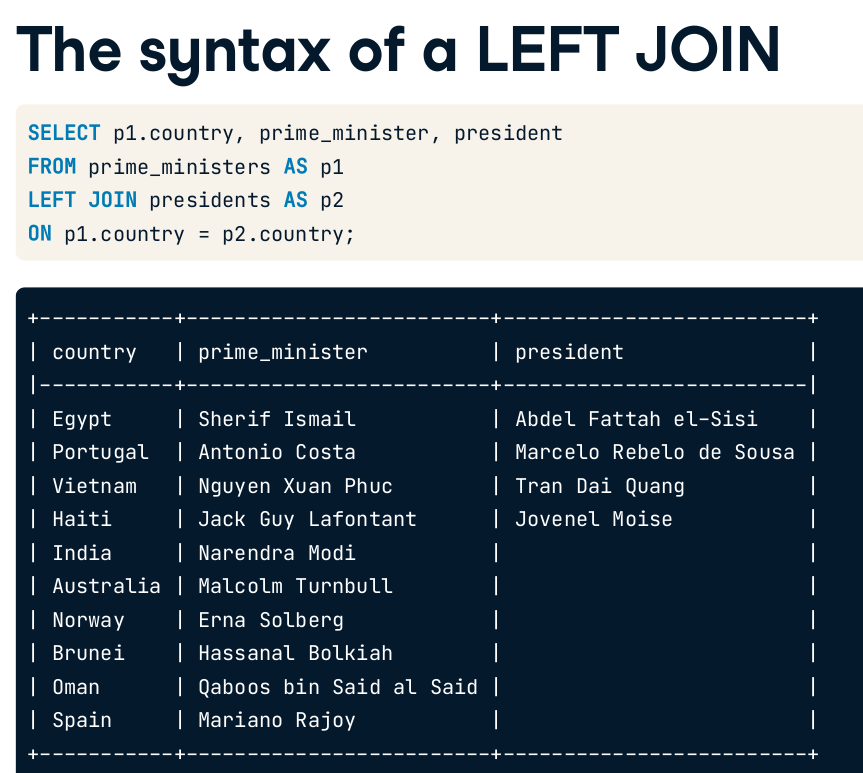 The syntax of a LEFT JOIN
SELECT p1.country, prime_minister, president
FROM prime_ministers AS p1
LEFT JOIN presidents AS p2
ON p1.country = p2.country;
+-----------+-------------------------+-------------------------+
| country   | prime_minister          | president               |
|-----------+-------------------------+-------------------------|
| Egypt     | Sherif Ismail           | Abdel Fattah el-Sisi    |
| Portugal  | Antonio Costa           | Marcelo Rebelo de Sousa |
| Vietnam   | Nguyen Xuan Phuc        | Tran Dai Quang          |
| Haiti     | Jack Guy Lafontant      | Jovenel Moise           |
| India     | Narendra Modi           |                         |
| Australia | Malcolm Turnbull        |                         |
| Norway    | Erna Solberg            |                         |
| Brunei    | Hassanal Bolkiah        |                         |
| Oman      | Qaboos bin Said al Said |                         |
| Spain     | Mariano Rajoy           |                         |
+-----------+-------------------------+-------------------------+